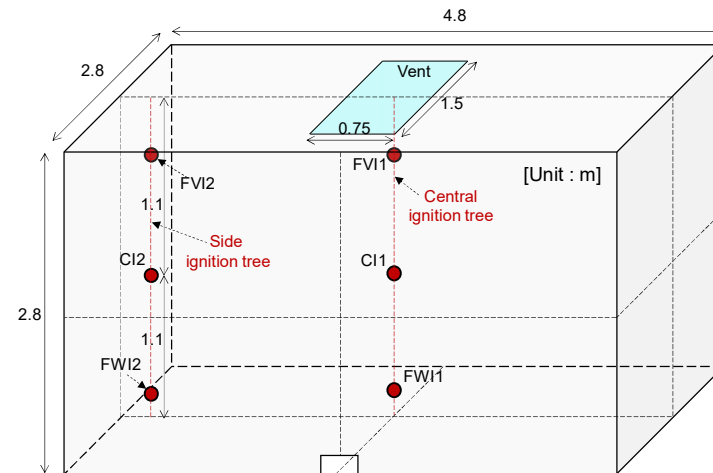 4.8
2.8
Vent
1.5
0.75
FVI2
FVI1
[Unit : m]
1.1
Central
ignition tree
Side
ignition tree
CI2
CI1
2.8
1.1
FWI2
FWI1